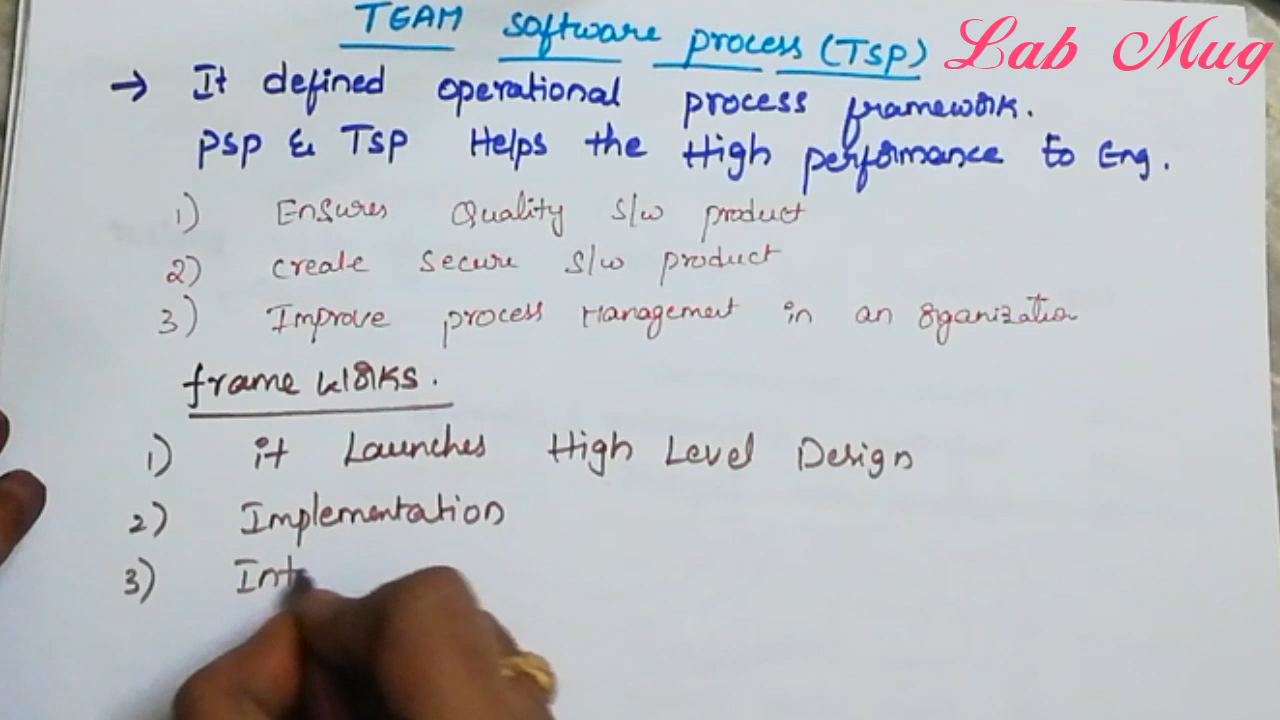 TEAM Software process (TSP)
Lab Mug
→ It defined operational process framework.
PSP & TSP Helps the High performance to Eng.
1) Ensures Quality S/w product
2) create secure S/w product
3) Improve process Management in an organization
frame works.
1) it Launches High Level Design
2) Implementation
3) Int